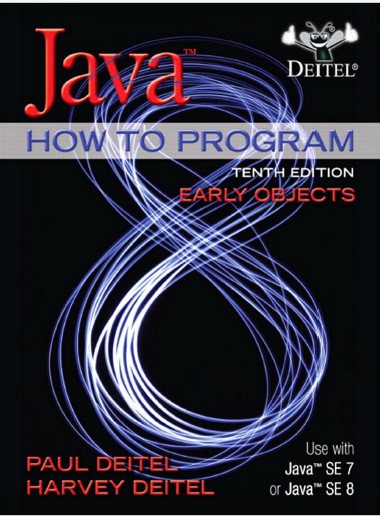 Java™
DEITEL®
HOW TO PROGRAM
TENTH EDITION
EARLY OBJECTS
Use with
Java™ SE 7
or Java™ SE 8
PAUL DEITEL
HARVEY DEITEL